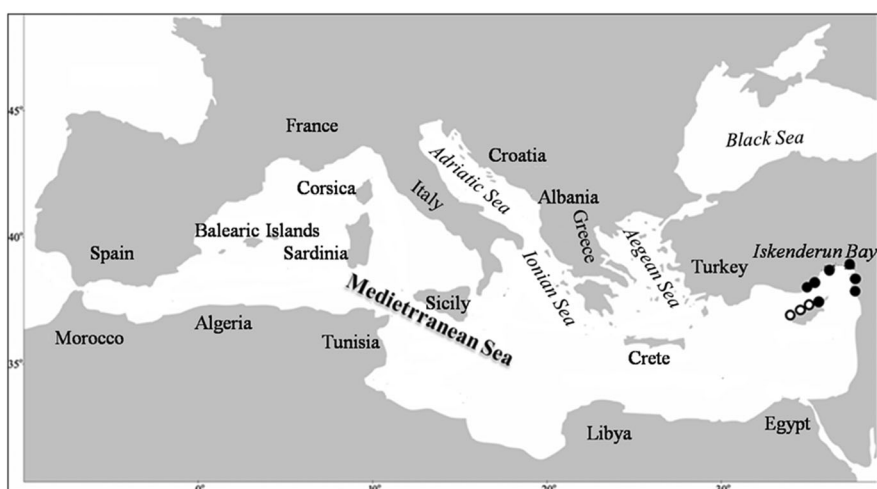 45°
France
Black Sea
Croatia
Adriatic Sea
Corsica
Italy
Albania
Balearic Islands
Greece
40°
Spain
Sardinia
Ionian Sea
Aegean Sea
Iskenderun Bay
Turkey
Medietrranean Sea
Sicily
Morocco
Algeria
Tunisia
Crete
35°
Egypt
Libya